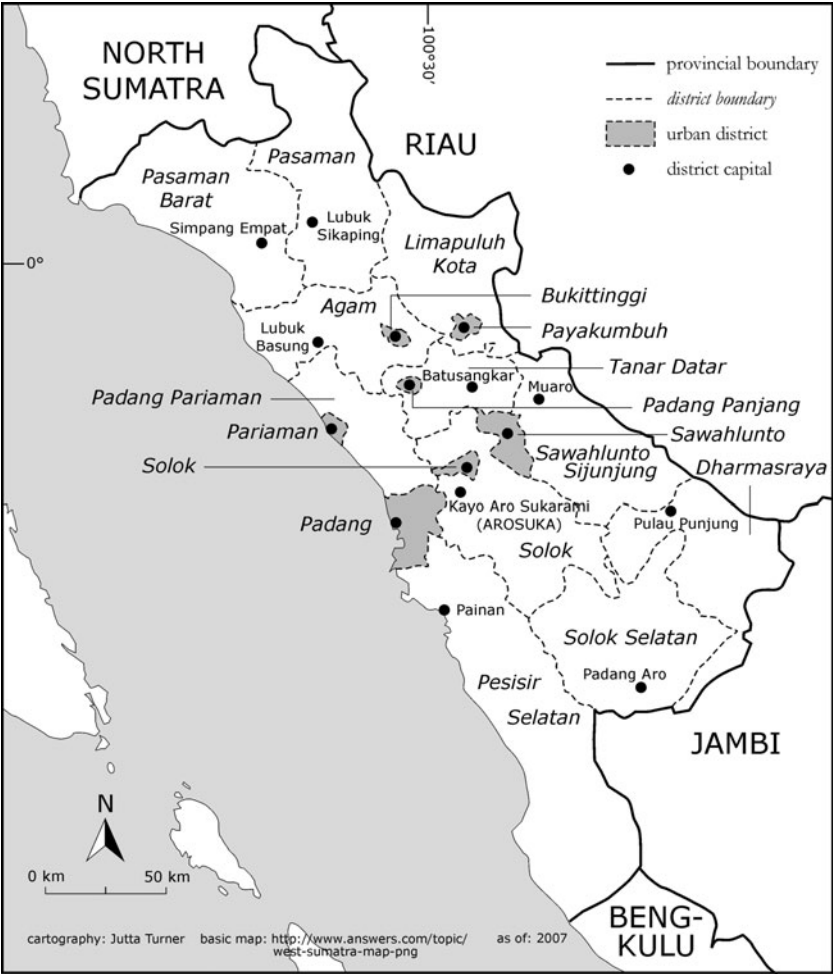 100°30'
NORTH
SUMATRA
provincial boundary
district boundary
urban district
district capital
RIAU
Pasaman
Pasaman
Barat
Simpang Empat
Lubuk
Sikaping
Limapuluh
Kota
0°
Agam
Bukittinggi
Payakumbuh
Lubuk
Basung
Tanar Datar
Batusangkar
Muaro
Padang Pariaman
Padang Panjang
Pariaman
Sawahlunto
Solok
Sawahlunto
Sijunjung
Dharmasraya
Kayo Aro Sukarami
(AROSUKA)
Padang
Pulau Punjung
Solok
Painan
Solok Selatan
Padang Aro
Pesisir
Selatan
JAMBI
N
0 km
50 km
BENG-
KULU
cartography: Jutta Turner basic map: http://www.answers.com/topic/
west-sumatra-map-png
as of: 2007